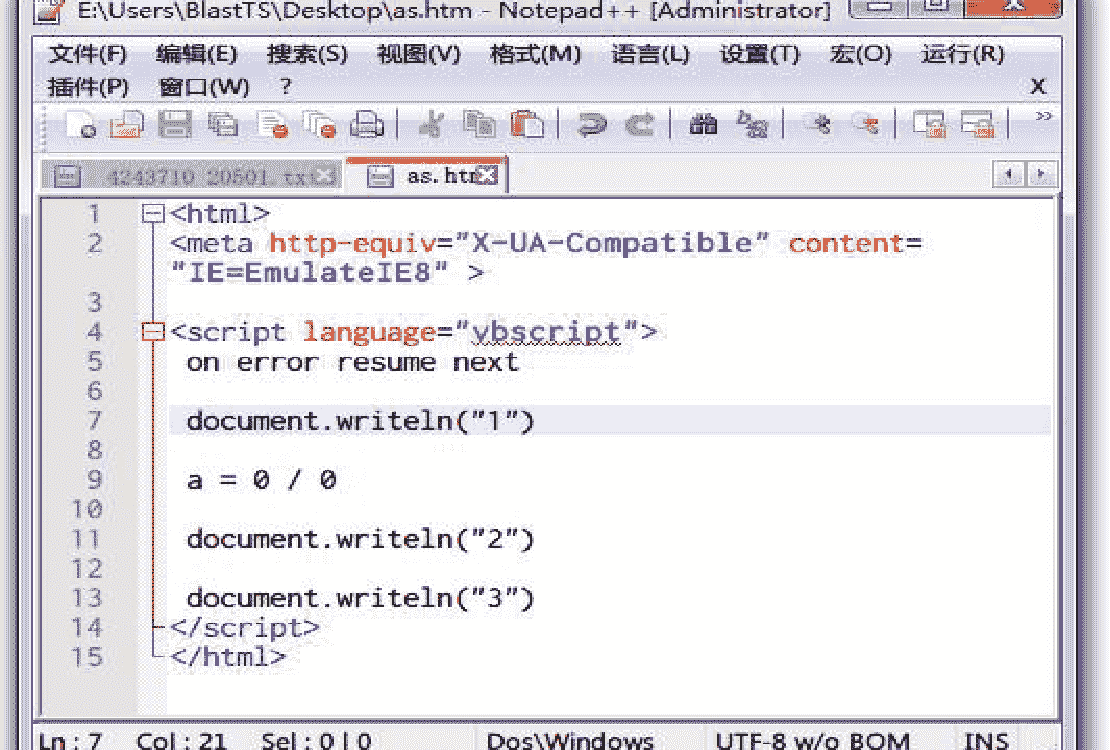 E:\Users\BlastTS\Desktop\as.htm - Notepad++ [Administrator]
文件(F) 编辑(E) 搜索(S) 视图(V) 格式(M) 语言(L) 设置(T) 宏(O) 运行(R)
插件(P) 窗口(W) ? X
4243710 20501.txt as.htm
1 <html>
2 <meta http-equiv="X-UA-Compatible" content=
"IE=EmulateIE8" >
3
4 <script language="vbscript">
5 on error resume next
6
7 document.writeln("1")
8
9 a = 0 / 0
10
11 document.writeln("2")
12
13 document.writeln("3")
14 </script>
15 </html>
Ln : 7 Col : 21 Sel : 0 | 0 Dos\Windows UTF-8 w/o BOM INS